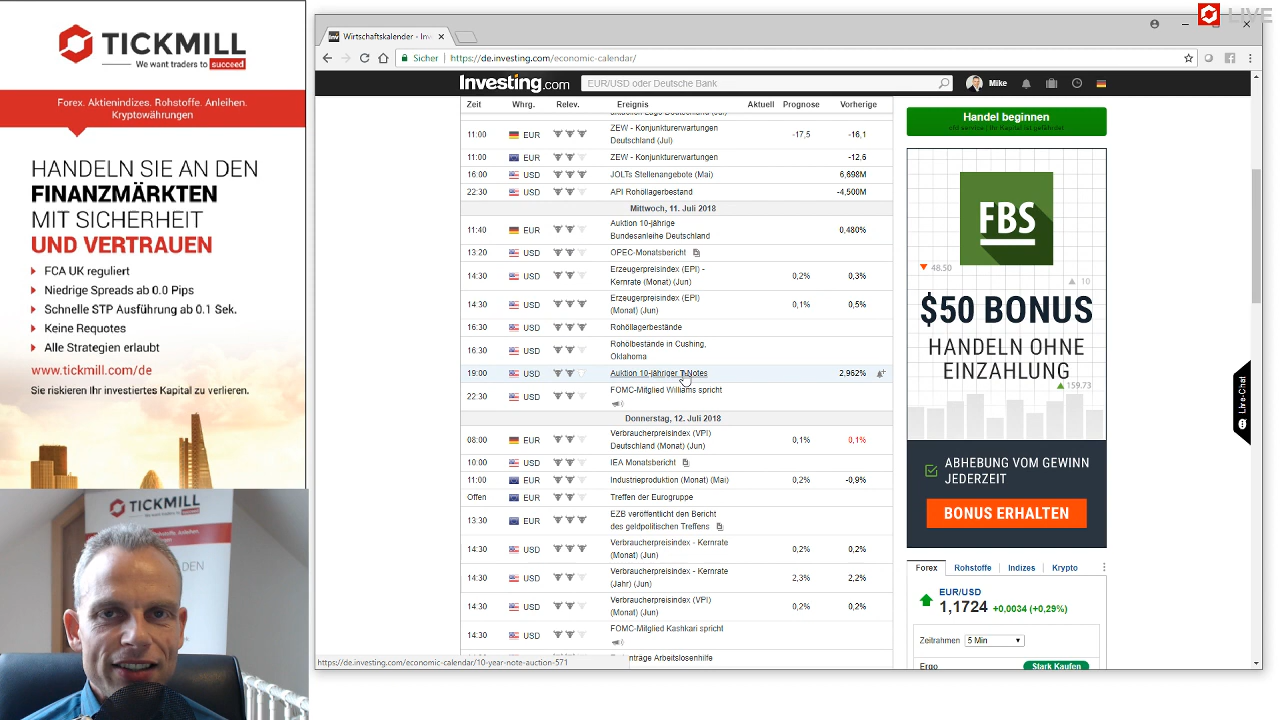 TICKMILL
We want traders to succeed
Forex. Aktienindizes. Rohstoffe. Anleihen.
Kryptowährungen
HANDELN SIE AN DEN
FINANZMÄRKTEN
MIT SICHERHEIT
UND VERTRAUEN
FCA UK reguliert
Niedrige Spreads ab 0.0 Pips
Schnelle STP Ausführung ab 0.1 Sek.
Keine Requotes
Alle Strategien erlaubt
www.tickmill.com/de
Sie riskieren Ihr investiertes Kapital zu verlieren.
TICKMILL
We want traders to succeed
DEN
LIVE
Wirtschaftskalender - Inv
Sicher https://de.investing.com/economic-calendar/
Investing.com EUR/USD oder Deutsche Bank Mike
Zeit Whrg. Relev. Ereignis Aktuell Prognose Vorherige
11:00 EUR ZEW - Konjunkturerwartungen -17,5 -16,1
Deutschland (Jul)
11:00 EUR ZEW - Konjunkturerwartungen -12,6
16:00 USD JOLTs Stellenangebote (Mai) 6,698M
22:30 USD API Rohöllagerbestand -4,500M
Mittwoch, 11. Juli 2018
11:40 EUR Auktion 10-jährige 0.480%
Bundesanleihe Deutschland
13:20 USD OPEC-Monatsbericht
14:30 USD Erzeugerpreisindex (EPI) - 0,2% 0,3%
Kernrate (Monat) (Jun)
14:30 USD Erzeugerpreisindex (EPI) 0,1% 0,5%
(Monat) (Jun)
16:30 USD Rohöllagerbestände
16:30 USD Rohölbestände in Cushing,
Oklahoma
19:00 USD Auktion 10-jähriger T-Notes 2,962%
22:30 USD FOMC-Mitglied Williams spricht
Donnerstag, 12. Juli 2018
08:00 EUR Verbraucherpreisindex (VPI) 0,1% 0,1%
Deutschland (Monat) (Jun)
10:00 USD IEA Monatsbericht
11:00 EUR Industrieproduktion (Monat) (Mai) 0,2% -0,9%
Offen EUR Treffen der Eurogruppe
13:30 EUR EZB veröffentlicht den Bericht
des geldpolitischen Treffens
14:30 USD Verbraucherpreisindex - Kernrate 0,2% 0,2%
(Monat) (Jun)
14:30 USD Verbraucherpreisindex - Kernrate 2,3% 2,2%
(Jahr) (Jun)
14:30 USD Verbraucherpreisindex (VPI) 0,2% 0,2%
(Monat) (Jun)
14:30 USD FOMC-Mitglied Kashkari spricht
Arbeitslosenhilfe
https://de.investing.com/economic-calendar/10-year-note-auction-571
Handel beginnen
FBS
48.50
10
$50 BONUS
HANDELN OHNE
EINZAHLUNG
159.73
ABHEBUNG VOM GEWINN
JEDERZEIT
BONUS ERHALTEN
Live-Chat
Forex Rohstoffe Indizes Krypto
EUR/USD
1,1724 +0,0034 (+0,29%)
Zeitrahmen 5 Min
Stark Kaufen